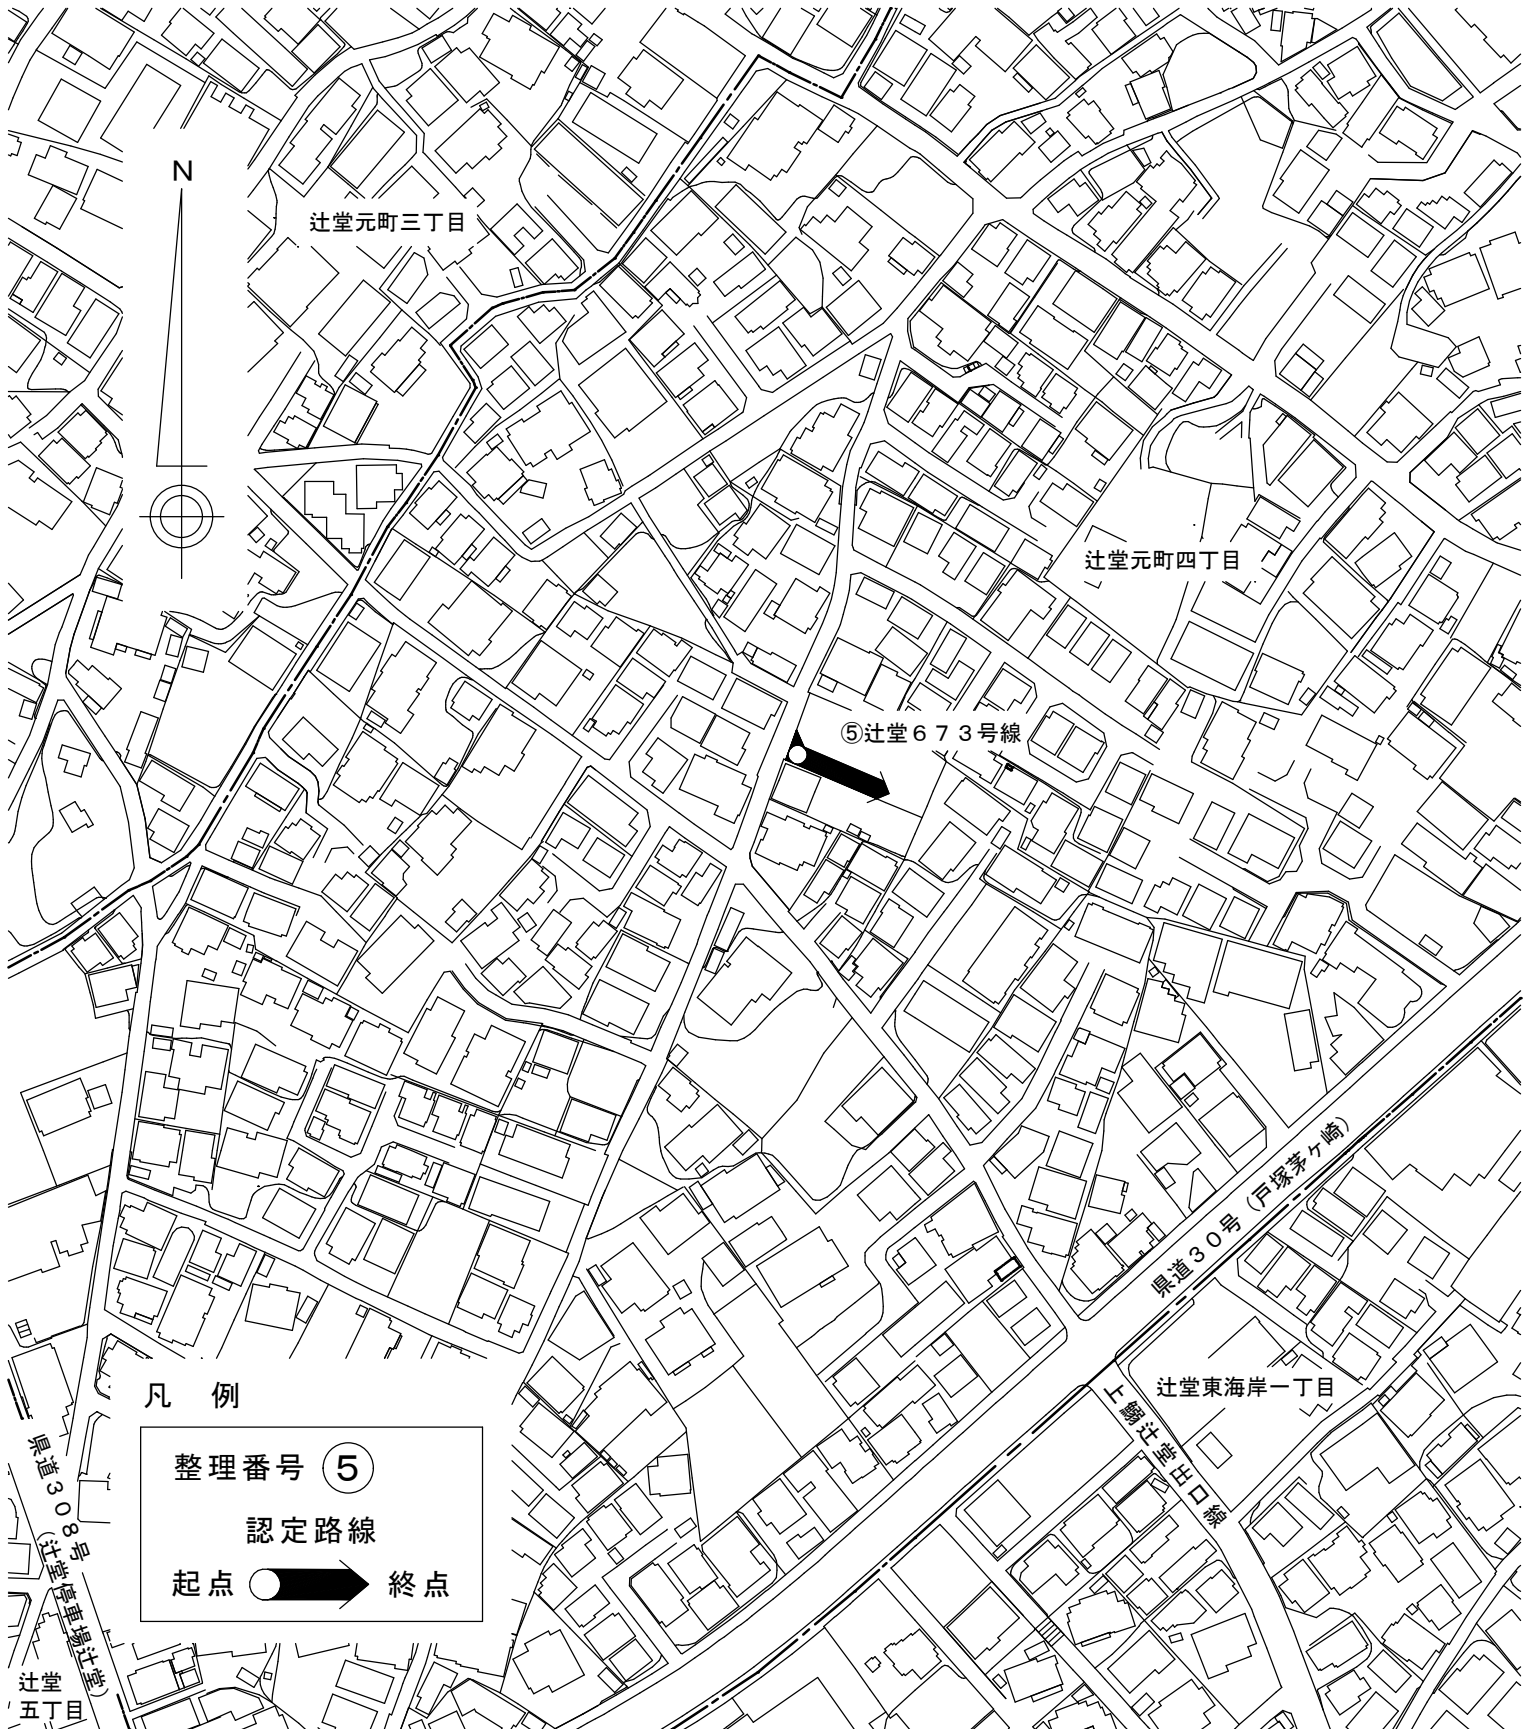 N
辻堂元町三丁目
辻堂元町四丁目
⑤辻堂６７３号線
県道３０号（戸塚茅ケ崎）
辻堂東海岸一丁目
上鰯辻堂出口線
凡　例
整理番号 ⑤
認定路線
起点 終点
県道３０８号
（辻堂停車場辻堂）
辻堂
五丁目